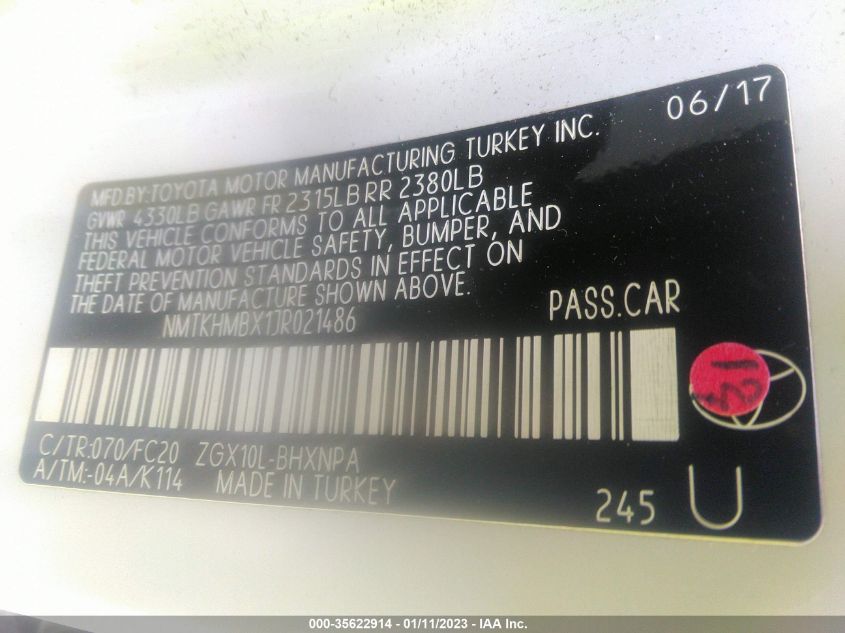 06/17
MFD.BY:TOYOTA MOTOR MANUFACTURING TURKEY INC.
GVWR 4330LB GAWR FR 2315LB RR 2380LB
THIS VEHICLE CONFORMS TO ALL APPLICABLE
FEDERAL MOTOR VEHICLE SAFETY, BUMPER, AND
THEFT PREVENTION STANDARDS IN EFFECT ON
THE DATE OF MANUFACTURE SHOWN ABOVE.
NMTKHMBX1JR021486 PASS.CAR
C/TR:070/FC20 ZGX10L-BHXNPA
A/TM:-04A/K114 MADE IN TURKEY
245 U
000-35622914 - 01/11/2023 - IAA Inc.